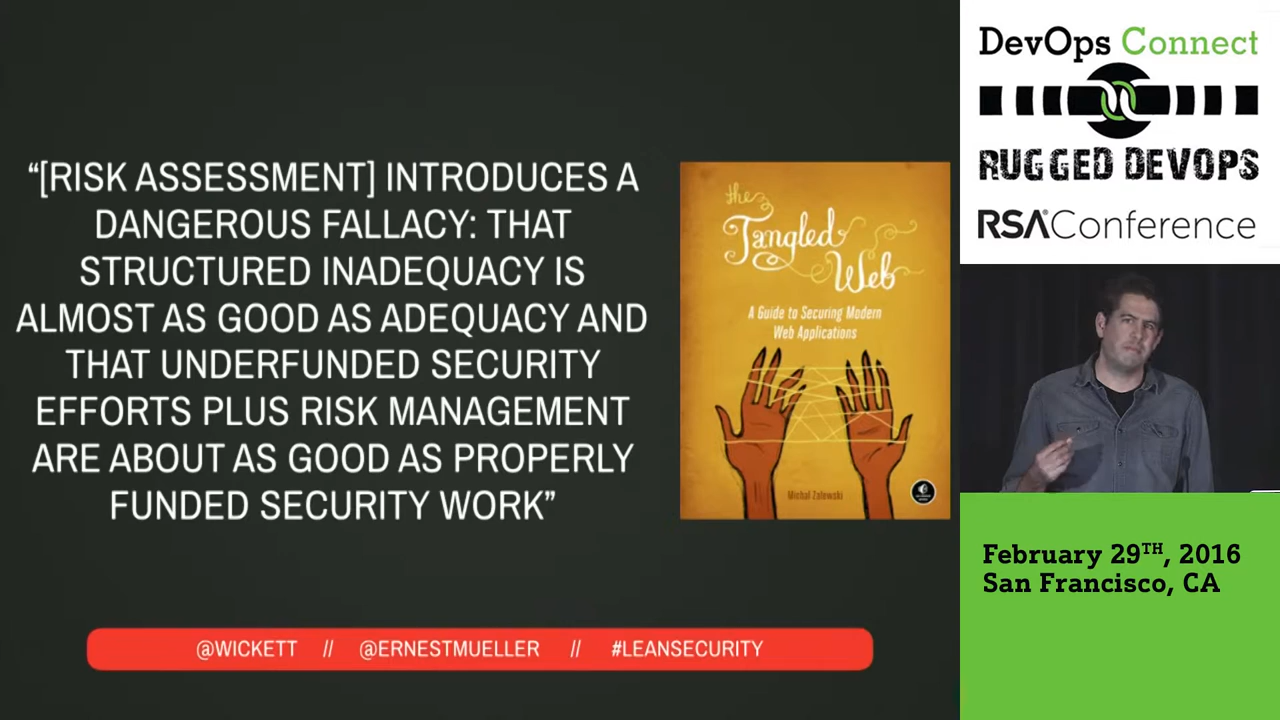 “[RISK ASSESSMENT] INTRODUCES A
DANGEROUS FALLACY: THAT
STRUCTURED INADEQUACY IS
ALMOST AS GOOD AS ADEQUACY AND
THAT UNDERFUNDED SECURITY
EFFORTS PLUS RISK MANAGEMENT
ARE ABOUT AS GOOD AS PROPERLY
FUNDED SECURITY WORK”
the
Tangled
Web
A Guide to Securing Modern
Web Applications
Michal Zalewski
@WICKETT // @ERNESTMUELLER // #LEANSECURITY
DevOps Connect
RUGGED DEVOPS
RSAConference
February 29TH, 2016
San Francisco, CA